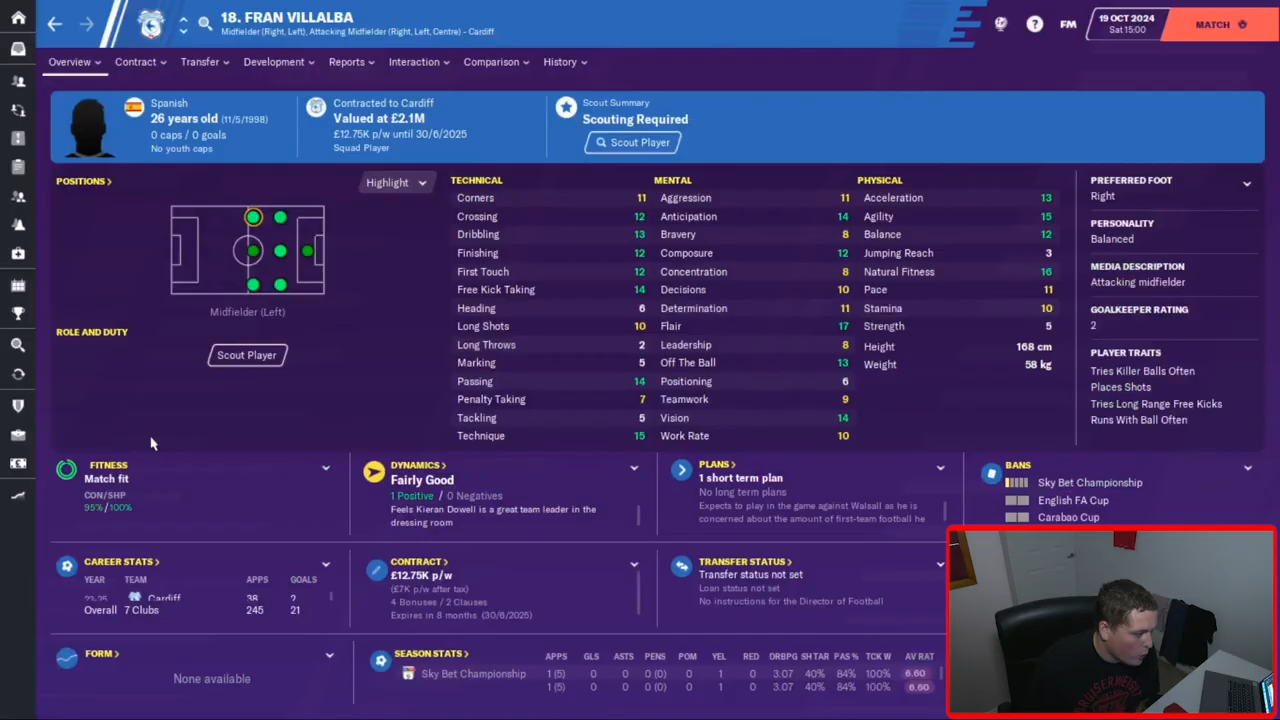 18. FRAN VILLALBA
Midfielder (Right, Left), Attacking Midfielder (Right, Left, Centre) - Cardiff
FM
19 OCT 2024
Sat 15:00
MATCH
Overview
Contract
Transfer
Development
Reports
Interaction
Comparison
History
Spanish
26 years old (11/5/1998)
0 caps / 0 goals
No youth caps
Contracted to Cardiff
Valued at £2.1M
£12.75K p/w until 30/6/2025
Squad Player
Scout Summary
Scouting Required
Scout Player
POSITIONS
Highlight
Midfielder (Left)
ROLE AND DUTY
Scout Player
TECHNICAL
Corners 11
Crossing 12
Dribbling 13
Finishing 12
First Touch 12
Free Kick Taking 14
Heading 6
Long Shots 10
Long Throws 2
Marking 5
Passing 14
Penalty Taking 7
Tackling 5
Technique 15
MENTAL
Aggression 11
Anticipation 14
Bravery 8
Composure 12
Concentration 8
Decisions 10
Determination 11
Flair 17
Leadership 8
Off The Ball 13
Positioning 6
Teamwork 9
Vision 14
Work Rate 10
PHYSICAL
Acceleration 13
Agility 15
Balance 12
Jumping Reach 3
Natural Fitness 16
Pace 11
Stamina 10
Strength 5
Height 168 cm
Weight 58 kg
PREFERRED FOOT
Right
PERSONALITY
Balanced
MEDIA DESCRIPTION
Attacking midfielder
GOALKEEPER RATING
2
PLAYER TRAITS
Tries Killer Balls Often
Places Shots
Tries Long Range Free Kicks
Runs With Ball Often
FITNESS
Match fit
CON/SHP
95%/100%
DYNAMICS
Fairly Good
1 Positive / 0 Negatives
Feels Kieran Dowell is a great team leader in the
dressing room
PLANS
1 short term plan
No long term plans
Expects to play in the game against Walsall as he is
concerned about the amount of first-team football he
BANS
Sky Bet Championship
English FA Cup
Carabao Cup
CAREER STATS
YEAR TEAM APPS GOALS
23-25 Cardiff 38 2
Overall 7 Clubs 245 21
CONTRACT
£12.75K p/w
(£7K p/w after tax)
4 Bonuses / 2 Clauses
Expires in 8 months (30/6/2025)
TRANSFER STATUS
Transfer status not set
Loan status not set
No instructions for the Director of Football
FORM
None available
SEASON STATS
APPS GLS ASTS PENS POM YEL RED DRBPG SH TAR PAS % TCK W AV RAT
Sky Bet Championship 1 (5) 0 0 0 (0) 0 1 0 3.07 40% 84% 100% 6.60
1 (5) 0 0 0 (0) 0 1 0 3.07 40% 84% 100% 6.60